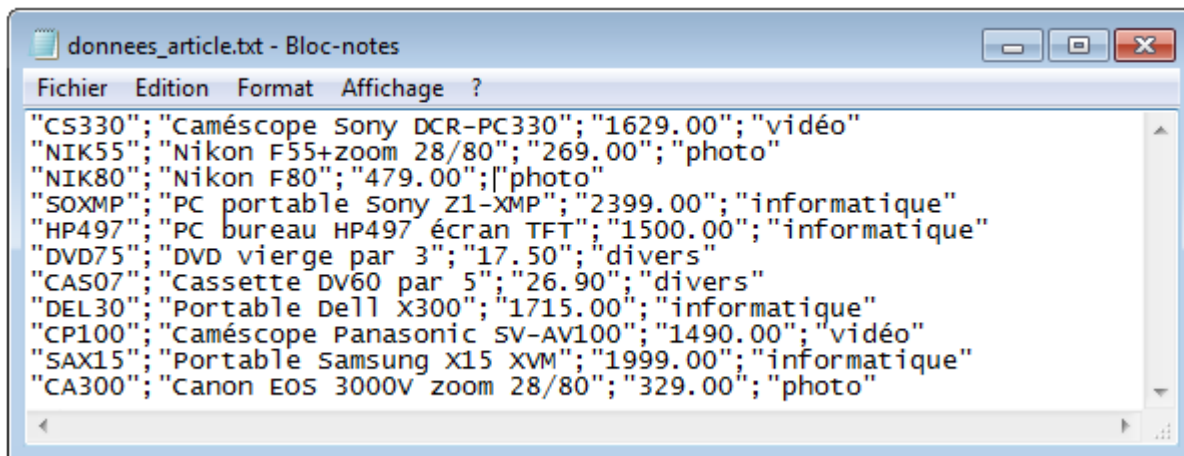 donnees_article.txt - Bloc-notes
Fichier Edition Format Affichage ?
"CS330";"Caméscope Sony DCR-PC330";"1629.00";"vidéo"
"NIK55";"Nikon F55+zoom 28/80";"269.00";"photo"
"NIK80";"Nikon F80";"479.00";"photo"
"SOXMP";"PC portable Sony Z1-XMP";"2399.00";"informatique"
"HP497";"PC bureau HP497 écran TFT";"1500.00";"informatique"
"DVD75";"DVD vierge par 3";"17.50";"divers"
"CAS07";"Cassette DV60 par 5";"26.90";"divers"
"DEL30";"Portable Dell X300";"1715.00";"informatique"
"CP100";"Caméscope Panasonic SV-AV100";"1490.00";"vidéo"
"SAX15";"Portable Samsung X15 XVM";"1999.00";"informatique"
"CA300";"Canon EOS 3000V zoom 28/80";"329.00";"photo"